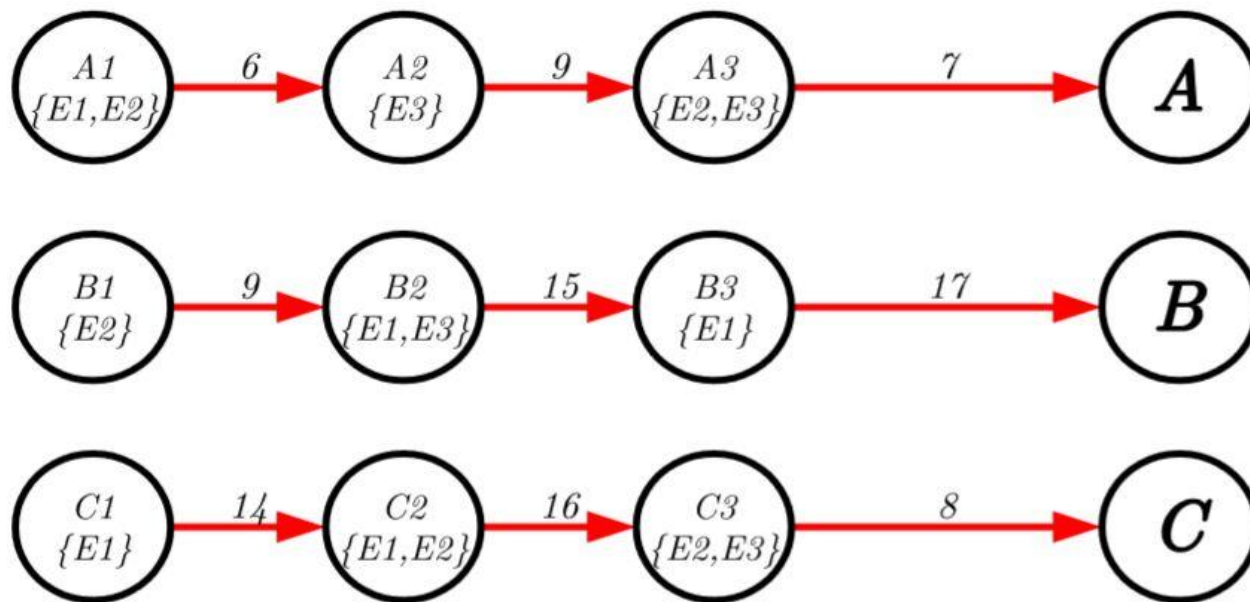 A1
{E1,E2}
6
A2
{E3}
9
A3
{E2,E3}
7
A
B1
{E2}
9
B2
{E1,E3}
15
B3
{E1}
17
B
C1
{E1}
14
C2
{E1,E2}
16
C3
{E2,E3}
8
C